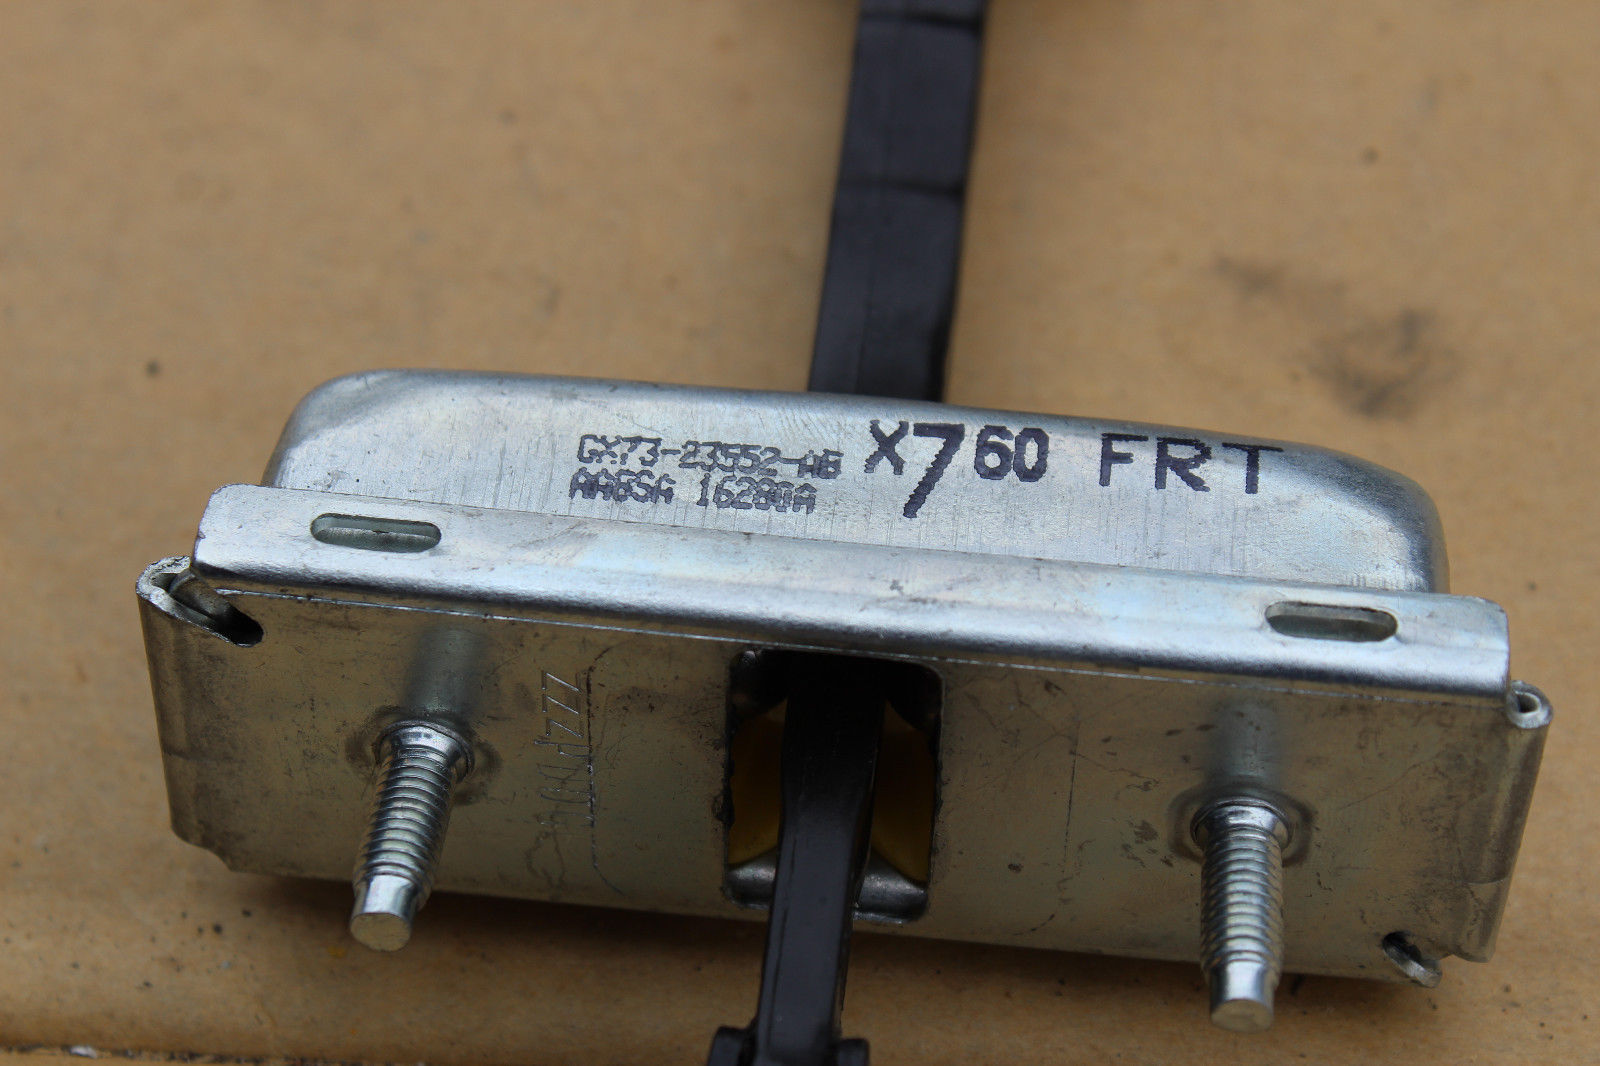 GX73-23552-AB
AA6SA 16280A
X760 FRT